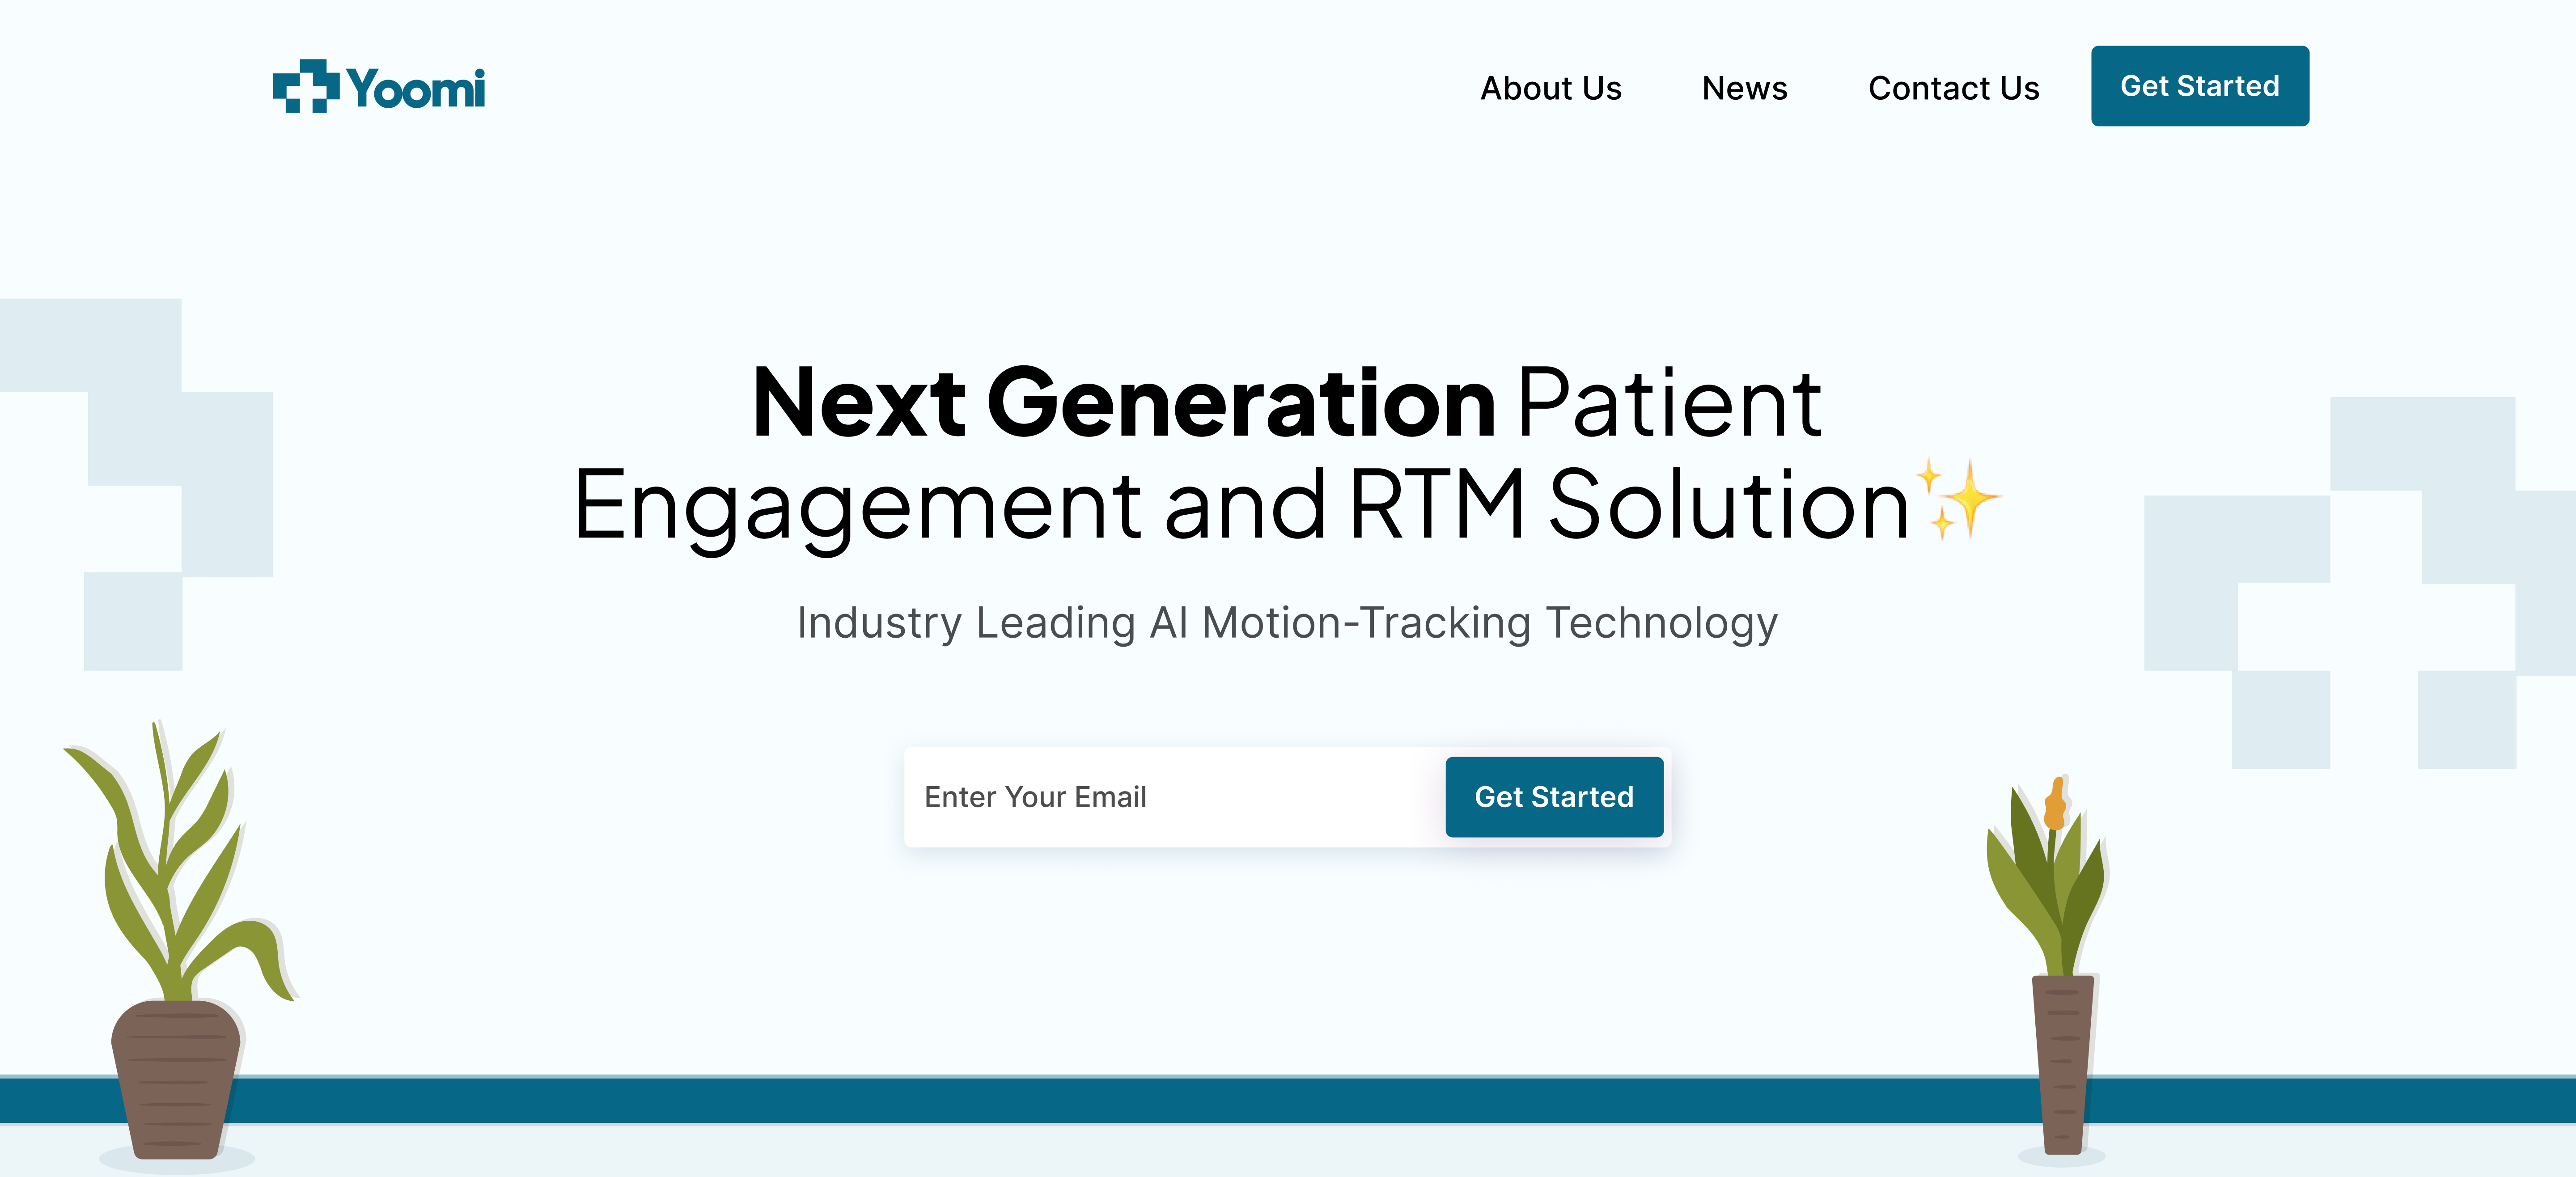 Yoomi
About Us
News
Contact Us
Get Started
Next Generation Patient
Engagement and RTM Solution✨
Industry Leading AI Motion-Tracking Technology
Enter Your Email
Get Started